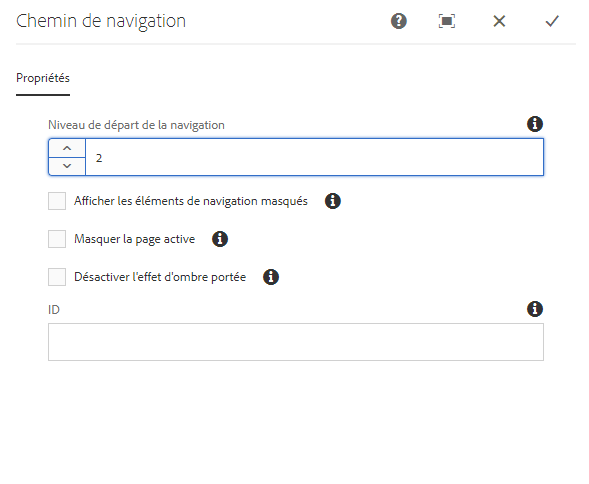 Chemin de navigation
Propriétés
Niveau de départ de la navigation
2
Afficher les éléments de navigation masqués
Masquer la page active
Désactiver l'effet d'ombre portée
ID